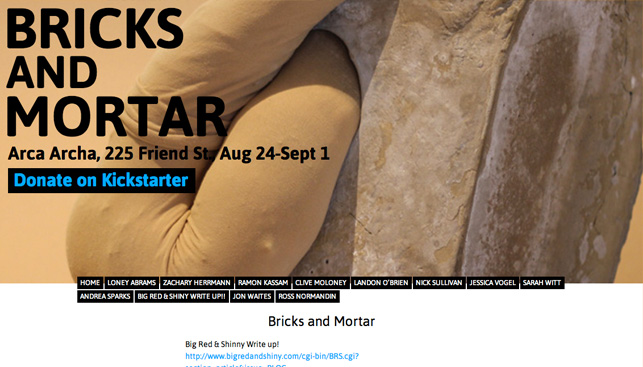 BRICKS
AND
MORTAR
Arca Archa, 225 Friend St. Aug 24-Sept 1
Donate on Kickstarter
HOME LONEY ABRAMS ZACHARY HERRMANN RAMON KASSAM CLIVE MOLONEY LANDON O'BRIEN NICK SULLIVAN JESSICA VOGEL SARAH WITT
ANDREA SPARKS BIG RED & SHINY WRITE UP!! JON WAITES ROSS NORMANDIN
Bricks and Mortar
Big Red & Shinny Write up!
http://www.bigredandshiny.com/cgi-bin/BRS.cgi?